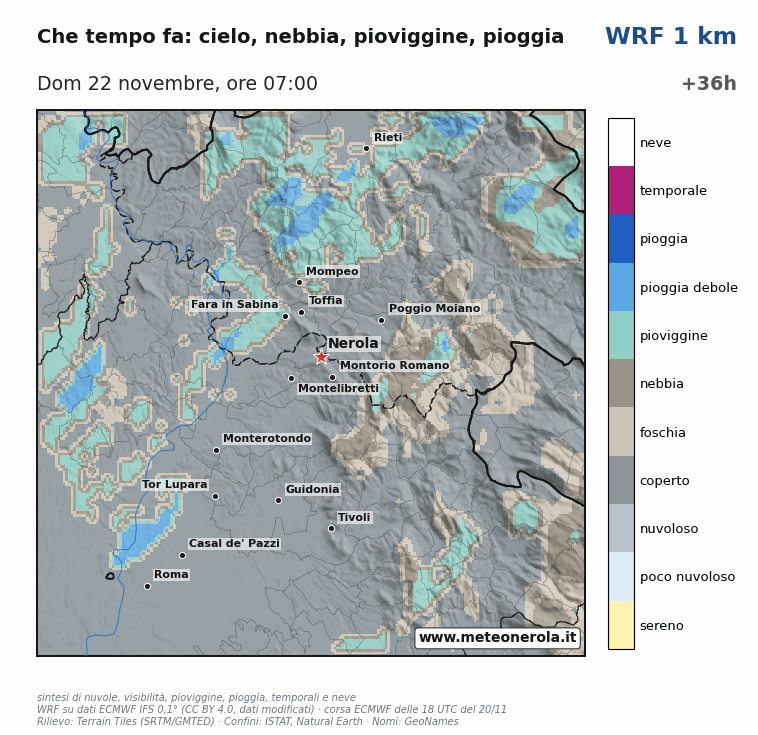 Che tempo fa: cielo, nebbia, pioviggine, pioggia
WRF 1 km
Dom 22 novembre, ore 07:00
+36h
Rieti
Mompeo
Toffia
Fara in Sabina
Poggio Moiano
Nerola
Montorio Romano
Montelibretti
Monterotondo
Tor Lupara
Guidonia
Tivoli
Casal de' Pazzi
Roma
www.meteonerola.it
neve
temporale
pioggia
pioggia debole
pioviggine
nebbia
foschia
coperto
nuvoloso
poco nuvoloso
sereno
sintesi di nuvole, visibilità, pioviggine, pioggia, temporali e neve
WRF su dati ECMWF IFS 0,1° (CC BY 4.0, dati modificati) · corsa ECMWF delle 18 UTC del 20/11
Rilievo: Terrain Tiles (SRTM/GMTED) · Confini: ISTAT, Natural Earth · Nomi: GeoNames